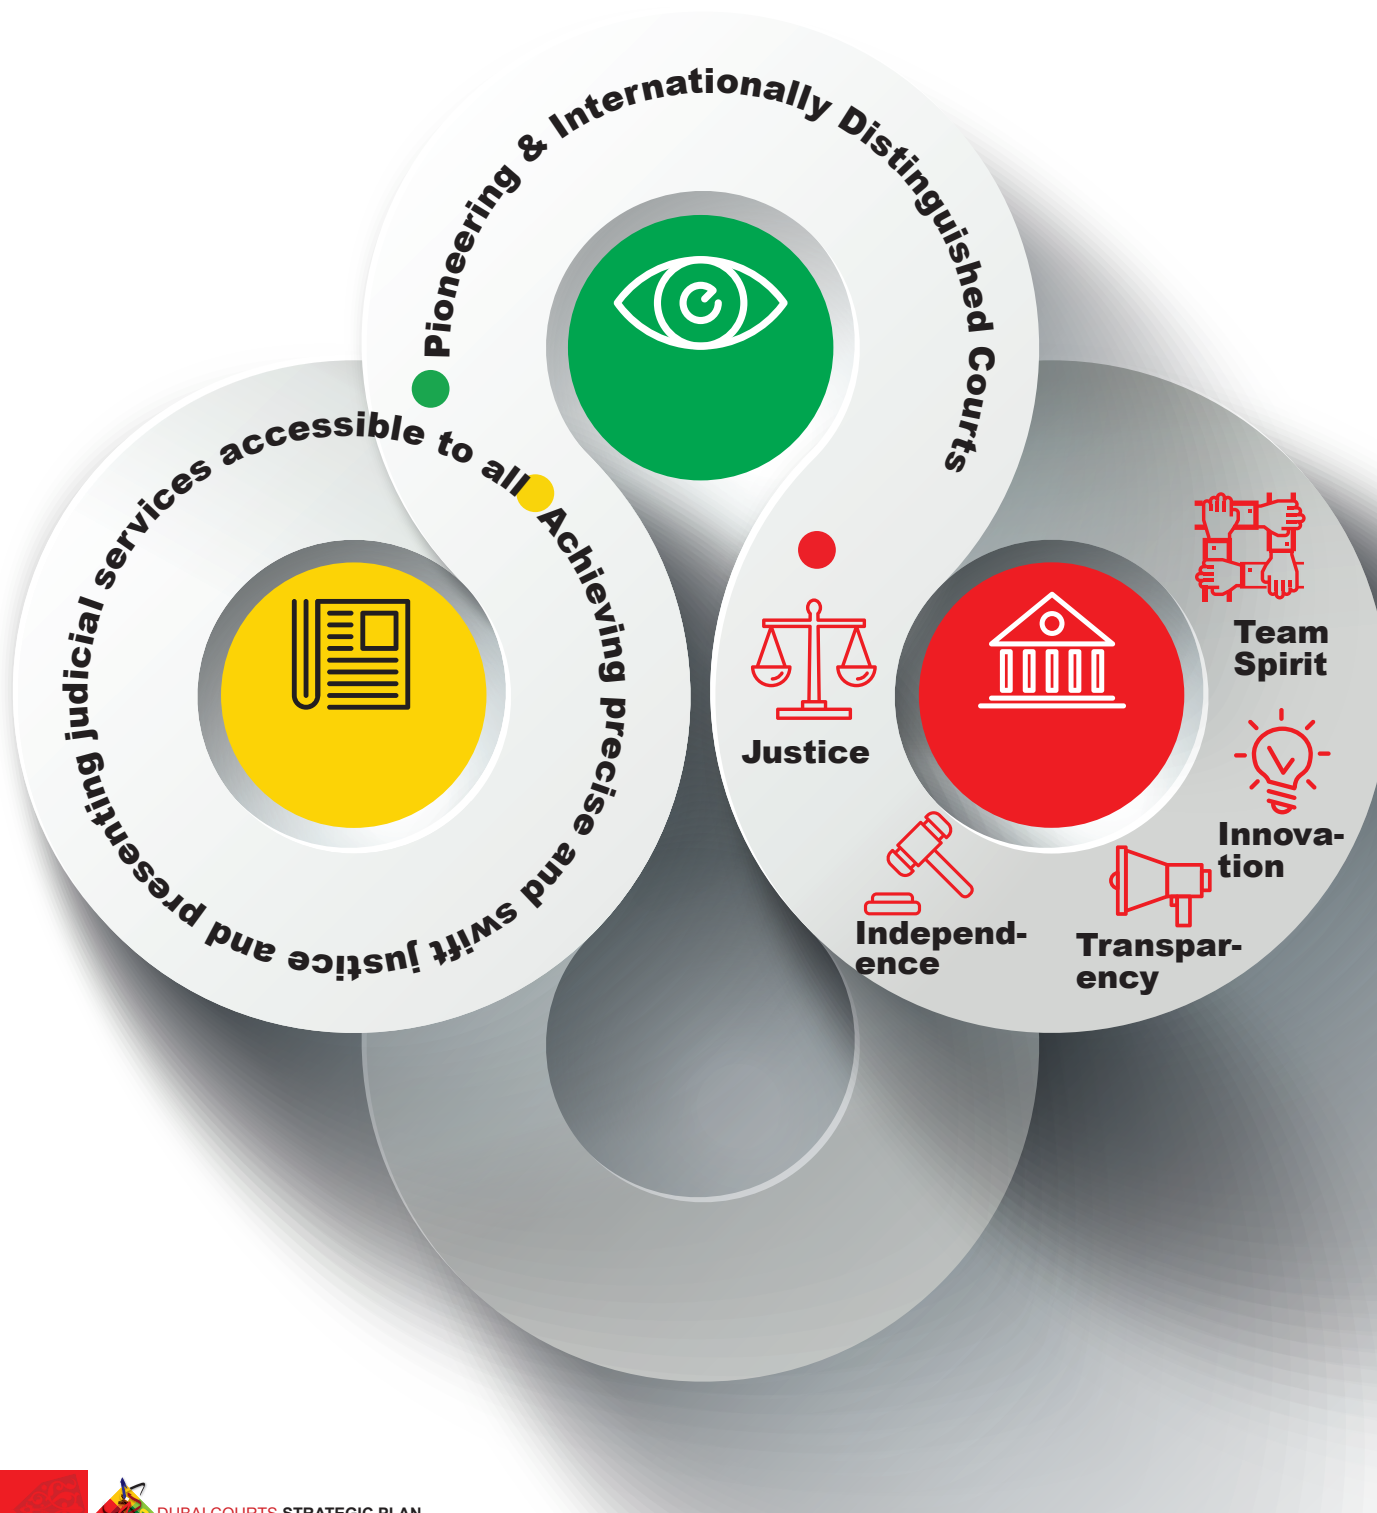 Pioneering & Internationally Distinguished Courts
Achieving precise and swift justice and presenting judicial services accessible to all
Justice
Independ-
ence
Transpar-
ency
Innova-
tion
Team
Spirit
DUBAI COURTS STRATEGIC PLAN